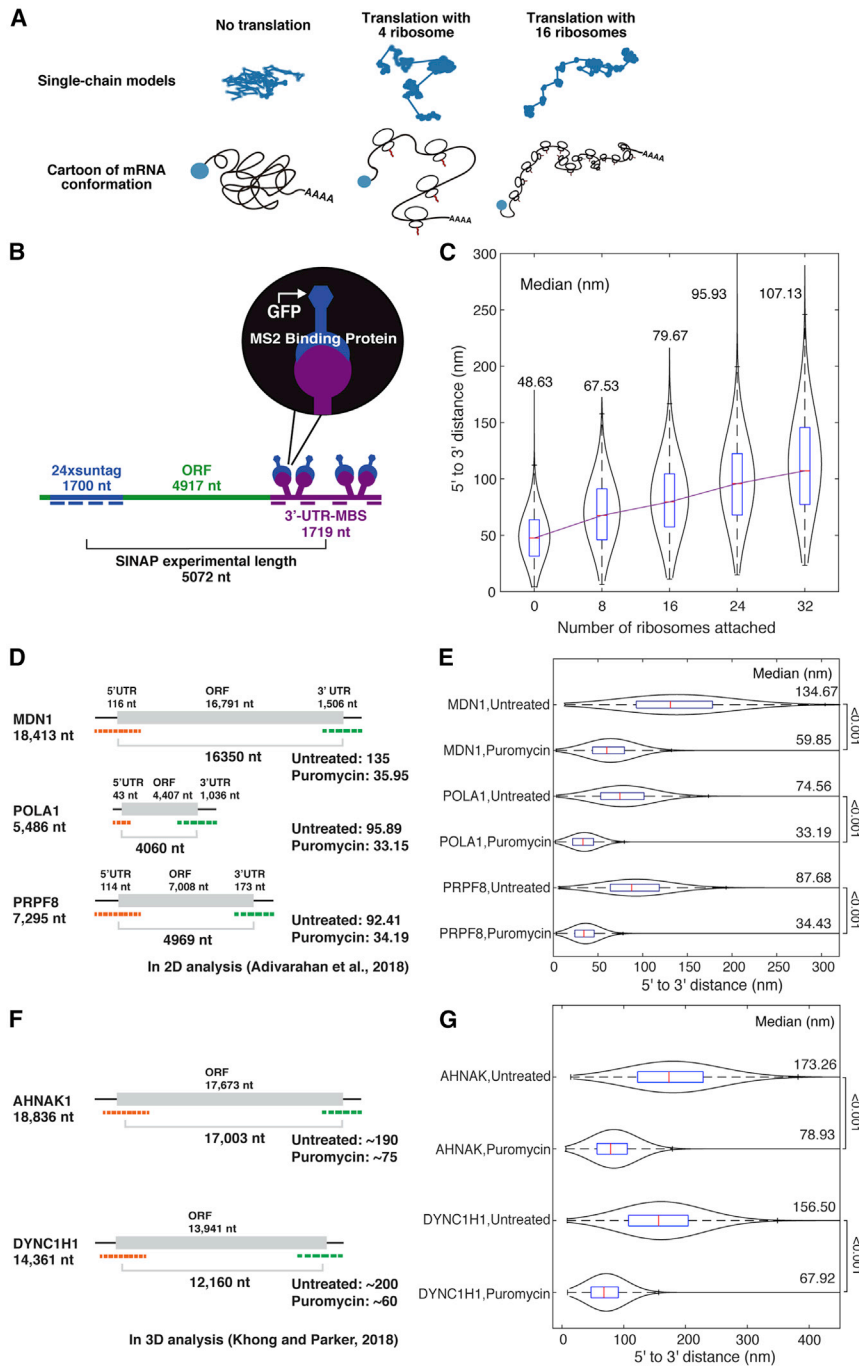 A
No translation
Translation with
4 ribosome
Translation with
16 ribosomes
Single-chain models
Cartoon of mRNA
conformation
AAAA
AAAA
AAAA
B
GFP
MS2 Binding Protein
24xsuntag
1700 nt
ORF
4917 nt
3'-UTR-MBS
1719 nt
SINAP experimental length
5072 nt
C
Median (nm)
48.63
67.53
79.67
95.93
107.13
5' to 3' distance (nm)
300
250
200
150
100
50
0
0 8 16 24 32
Number of ribosomes attached
D
MDN1
18,413 nt
5'UTR
116 nt
ORF
16,791 nt
3' UTR
1,506 nt
16350 nt
Untreated: 135
Puromycin: 35.95
POLA1
5,486 nt
5'UTR ORF 3'UTR
43 nt 4,407 nt 1,036 nt
4060 nt
Untreated: 95.89
Puromycin: 33.15
PRPF8
7,295 nt
5'UTR
114 nt
ORF
7,008 nt
3'UTR
173 nt
4969 nt
Untreated: 92.41
Puromycin: 34.19
In 2D analysis (Adivarahan et al., 2018)
E
Median (nm)
MDN1,Untreated
134.67
MDN1,Puromycin
59.85
<0.001
POLA1,Untreated
74.56
POLA1,Puromycin
33.19
<0.001
PRPF8,Untreated
87.68
PRPF8,Puromycin
34.43
<0.001
0 50 100 150 200 250 300
5' to 3' distance (nm)
F
AHNAK1
18,836 nt
ORF
17,673 nt
17,003 nt
Untreated: ~190
Puromycin: ~75
DYNC1H1
14,361 nt
ORF
13,941 nt
12,160 nt
Untreated: ~200
Puromycin: ~60
In 3D analysis (Khong and Parker, 2018)
G
Median (nm)
AHNAK,Untreated
173.26
AHNAK,Puromycin
78.93
<0.001
DYNC1H1,Untreated
156.50
DYNC1H1,Puromycin
67.92
<0.001
0 100 200 300 400
5' to 3' distance (nm)